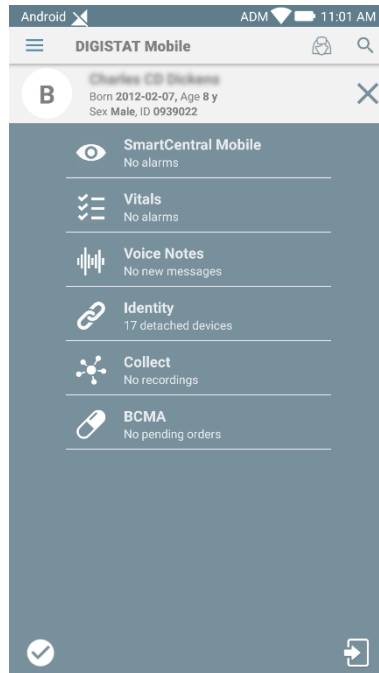 Android ADM 11:01 AM
DIGISTAT Mobile
B
Born 2012-02-07, Age 8 y
Sex Male, ID 0939022
SmartCentral Mobile
No alarms
Vitals
No alarms
Voice Notes
No new messages
Identity
17 detached devices
Collect
No recordings
BCMA
No pending orders